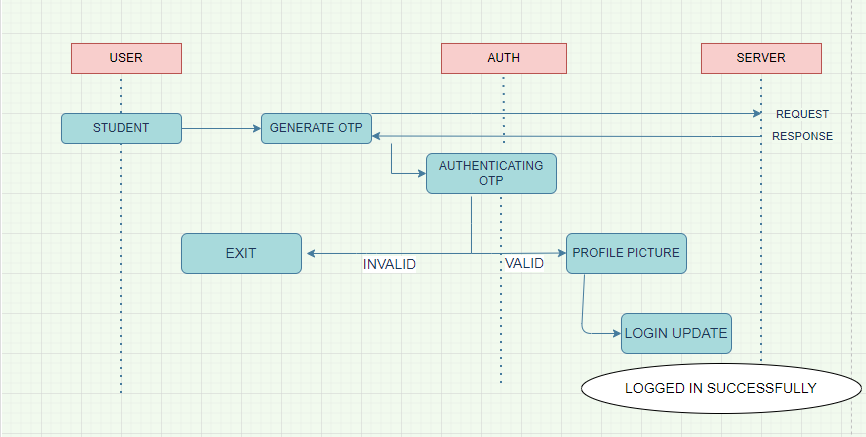 USER
AUTH
SERVER
REQUEST
STUDENT
GENERATE OTP
RESPONSE
AUTHENTICATING
OTP
EXIT
INVALID
VALID
PROFILE PICTURE
LOGIN UPDATE
LOGGED IN SUCCESSFULLY